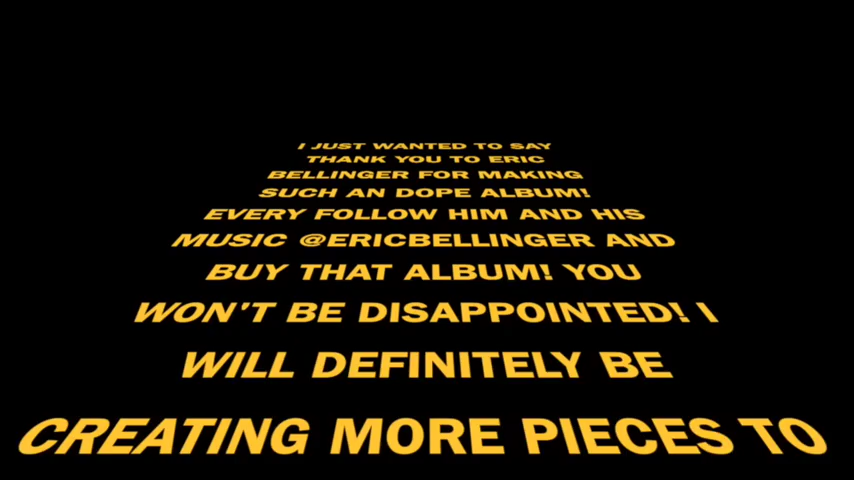 I JUST WANTED TO SAY
THANK YOU TO ERIC
BELLINGER FOR MAKING
SUCH AN DOPE ALBUM!
EVERY FOLLOW HIM AND HIS
MUSIC @ERICBELLINGER AND
BUY THAT ALBUM! YOU
WON'T BE DISAPPOINTED! I
WILL DEFINITELY BE
CREATING MORE PIECES TO